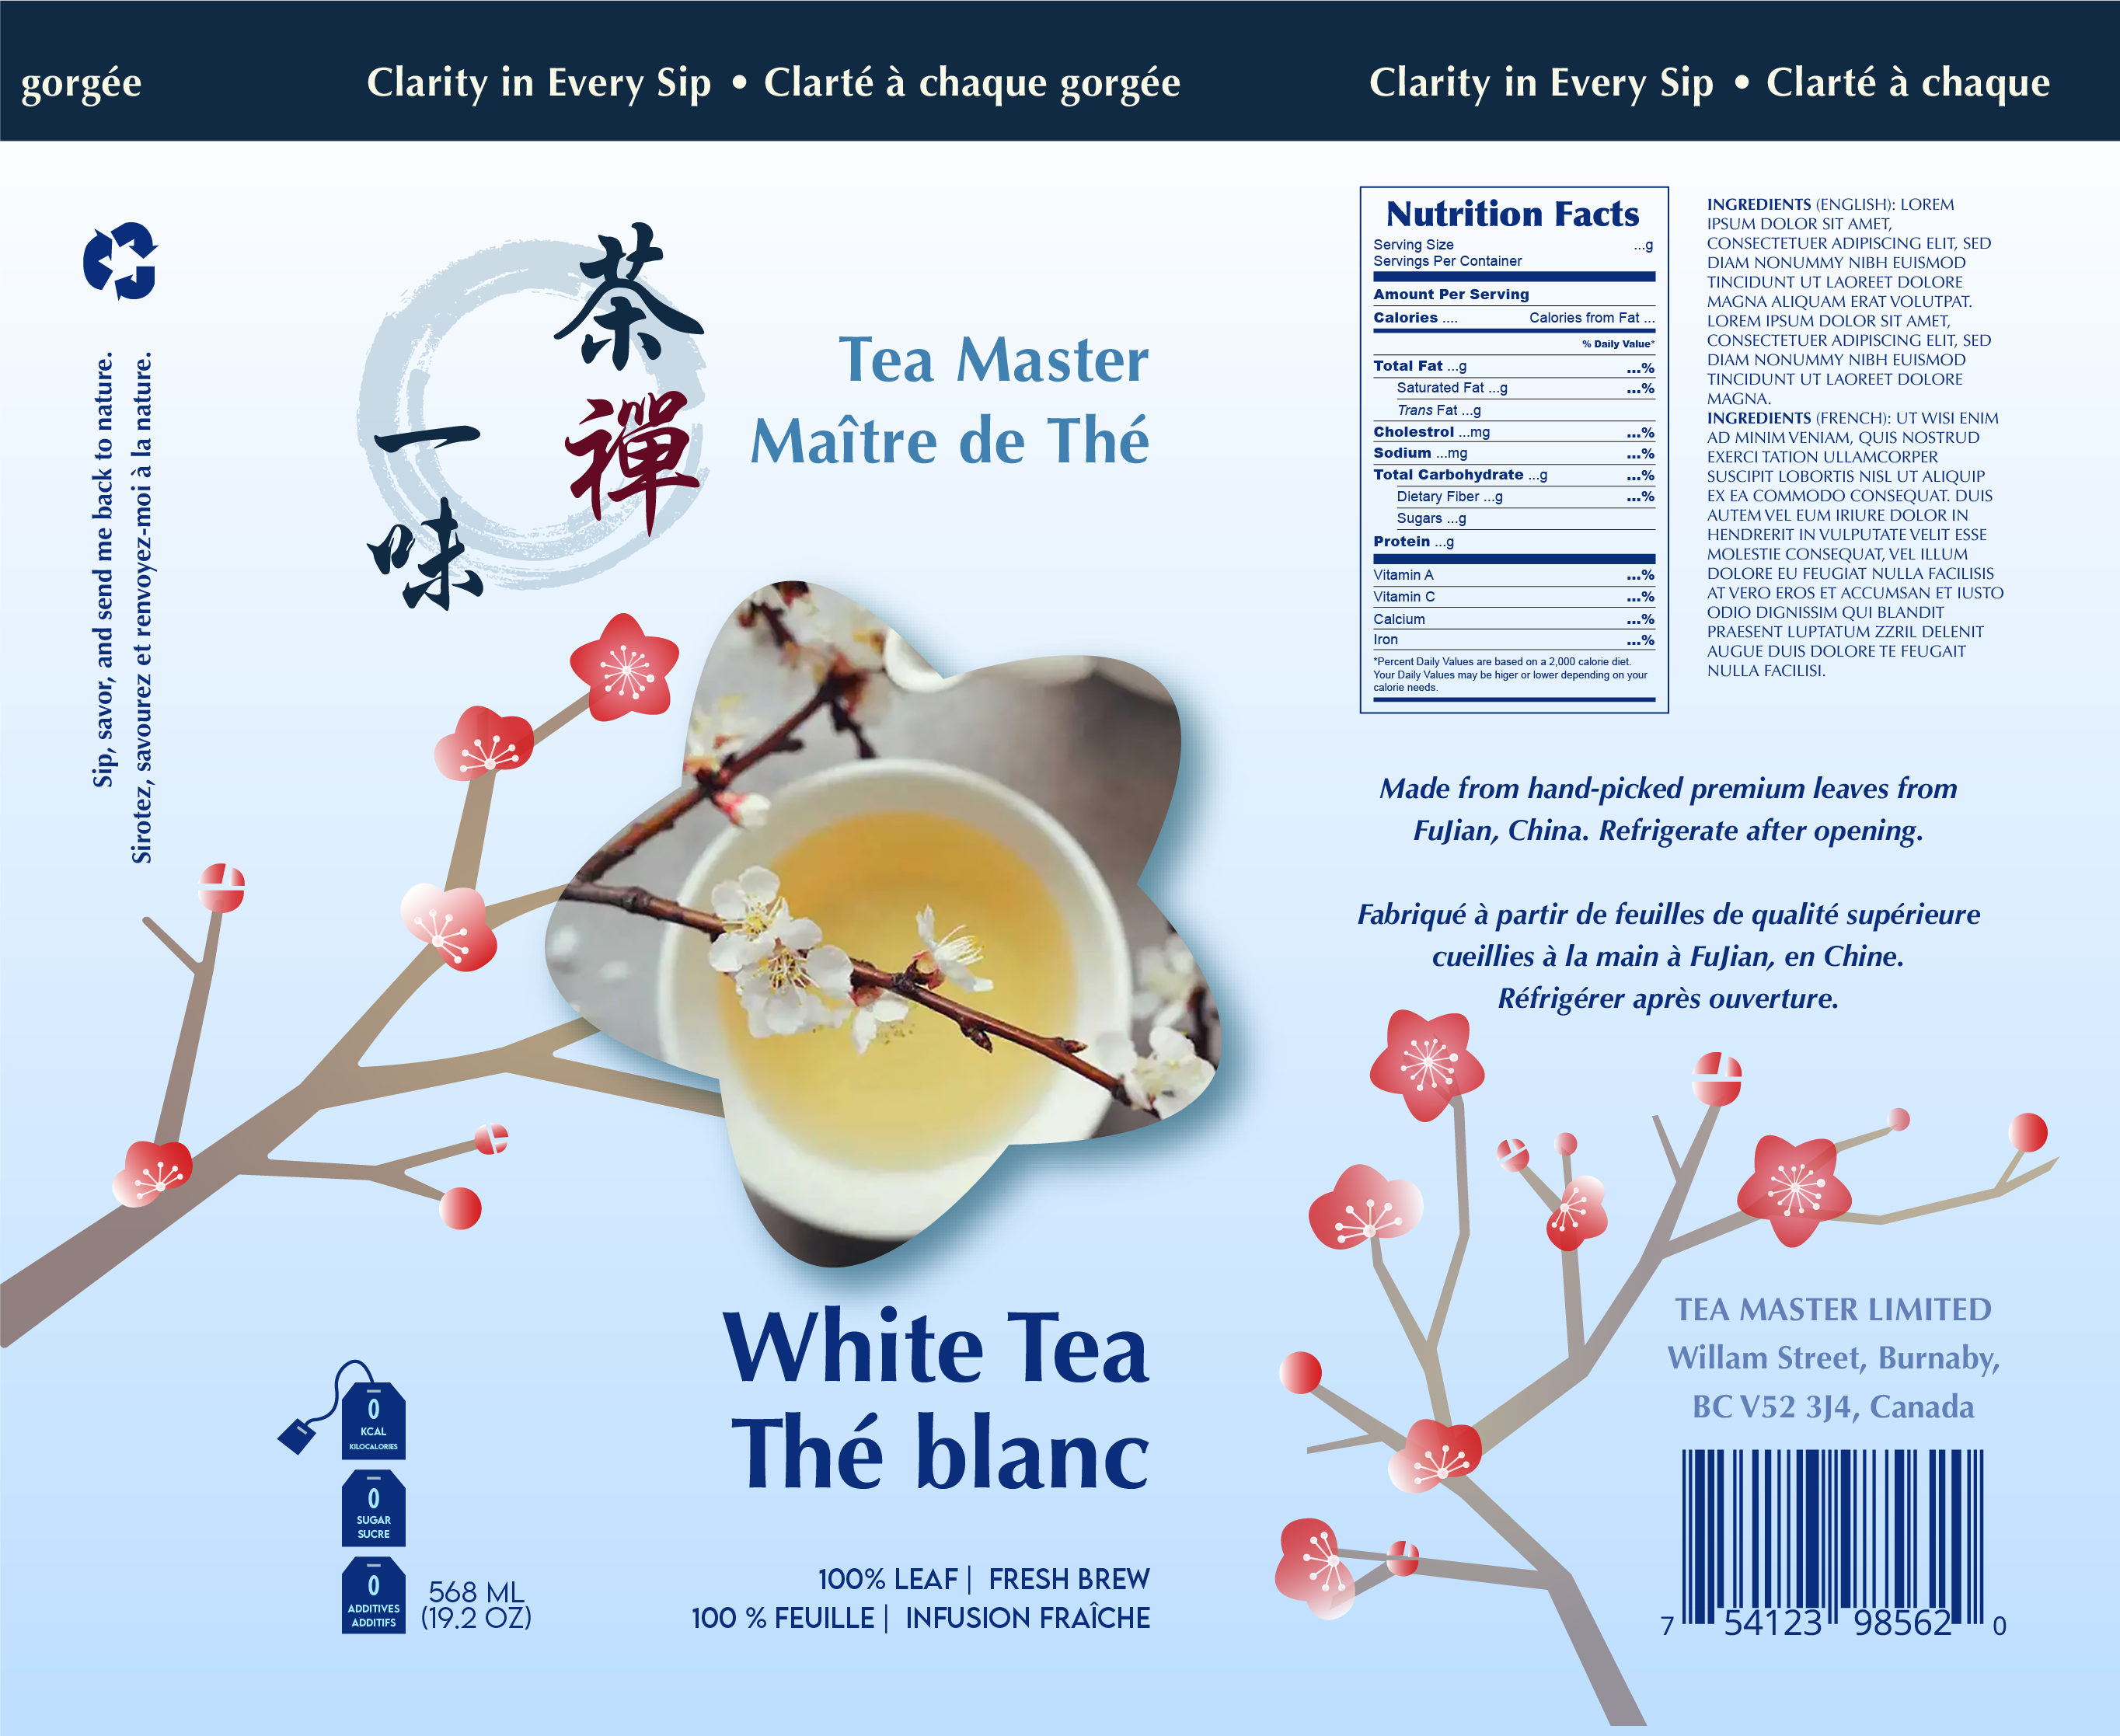 gorgée
Clarity in Every Sip • Clarté à chaque gorgée
Clarity in Every Sip • Clarté à chaque
Sip, savor, and send me back to nature.
Sirotez, savourez et renvoyez-moi à la nature.
茶
禪
一
味
Tea Master
Maître de Thé
White Tea
Thé blanc
0
KCAL
KILOCALORIES
0
SUGAR
SUCRE
0
ADDITIVES
ADDITIFS
568 ML
(19.2 OZ)
100% LEAF | FRESH BREW
100 % FEUILLE | INFUSION FRAÎCHE
Nutrition Facts
Serving Size ...g
Servings Per Container
Amount Per Serving
Calories .... Calories from Fat ...
% Daily Value*
Total Fat ...g ...%
Saturated Fat ...g ...%
Trans Fat ...g
Cholestrol ...mg ...%
Sodium ...mg ...%
Total Carbohydrate ...g ...%
Dietary Fiber ...g ...%
Sugars ...g
Protein ...g
Vitamin A ...%
Vitamin C ...%
Calcium ...%
Iron ...%
*Percent Daily Values are based on a 2,000 calorie diet.
Your Daily Values may be higer or lower depending on your
calorie needs.
INGREDIENTS (ENGLISH): LOREM
IPSUM DOLOR SIT AMET,
CONSECTETUER ADIPISCING ELIT, SED
DIAM NONUMMY NIBH EUISMOD
TINCIDUNT UT LAOREET DOLORE
MAGNA ALIQUAM ERAT VOLUTPAT.
LOREM IPSUM DOLOR SIT AMET,
CONSECTETUER ADIPISCING ELIT, SED
DIAM NONUMMY NIBH EUISMOD
TINCIDUNT UT LAOREET DOLORE
MAGNA.
INGREDIENTS (FRENCH): UT WISI ENIM
AD MINIM VENIAM, QUIS NOSTRUD
EXERCI TATION ULLAMCORPER
SUSCIPIT LOBORTIS NISL UT ALIQUIP
EX EA COMMODO CONSEQUAT. DUIS
AUTEM VEL EUM IRIURE DOLOR IN
HENDRERIT IN VULPUTATE VELIT ESSE
MOLESTIE CONSEQUAT, VEL ILLUM
DOLORE EU FEUGIAT NULLA FACILISIS
AT VERO EROS ET ACCUMSAN ET IUSTO
ODIO DIGNISSIM QUI BLANDIT
PRAESENT LUPTATUM ZZRIL DELENIT
AUGUE DUIS DOLORE TE FEUGAIT
NULLA FACILISI.
Made from hand-picked premium leaves from
FuJian, China. Refrigerate after opening.
Fabriqué à partir de feuilles de qualité supérieure
cueillies à la main à FuJian, en Chine.
Réfrigérer après ouverture.
TEA MASTER LIMITED
Willam Street, Burnaby,
BC V52 3J4, Canada
7 54123 98562 0